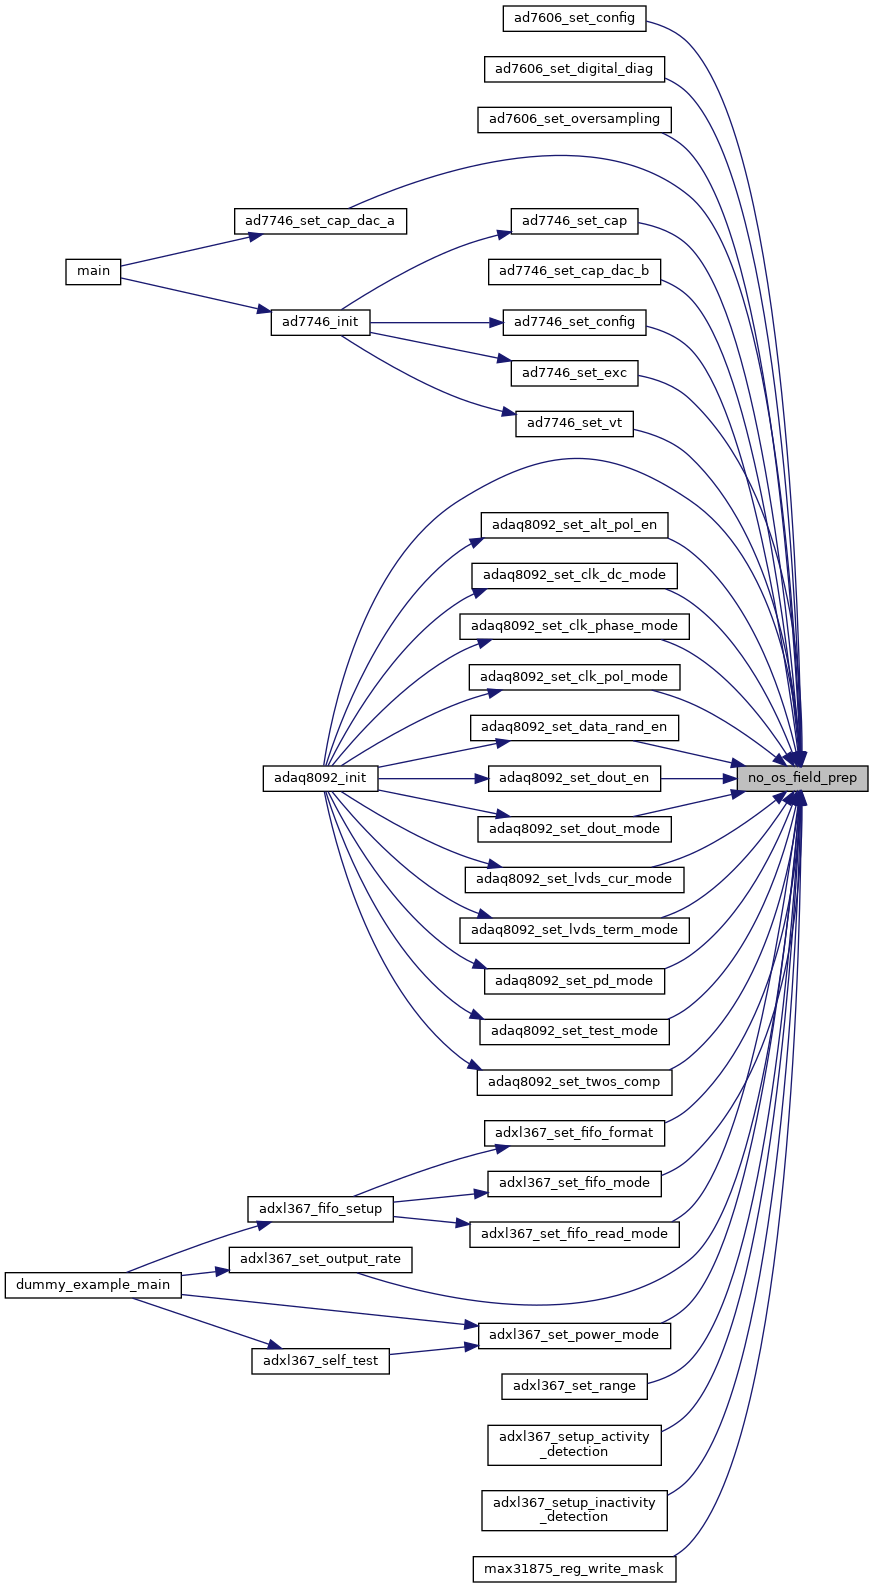 ad7606_set_config
ad7606_set_digital_diag
ad7606_set_oversampling
ad7746_set_cap_dac_a
ad7746_set_cap
main
ad7746_set_cap_dac_b
ad7746_init
ad7746_set_config
ad7746_set_exc
ad7746_set_vt
adaq8092_set_alt_pol_en
adaq8092_set_clk_dc_mode
adaq8092_set_clk_phase_mode
adaq8092_set_clk_pol_mode
adaq8092_set_data_rand_en
adaq8092_init
adaq8092_set_dout_en
no_os_field_prep
adaq8092_set_dout_mode
adaq8092_set_lvds_cur_mode
adaq8092_set_lvds_term_mode
adaq8092_set_pd_mode
adaq8092_set_test_mode
adaq8092_set_twos_comp
adxl367_set_fifo_format
adxl367_set_fifo_mode
adxl367_fifo_setup
adxl367_set_fifo_read_mode
adxl367_set_output_rate
dummy_example_main
adxl367_set_power_mode
adxl367_self_test
adxl367_set_range
adxl367_setup_activity
_detection
adxl367_setup_inactivity
_detection
max31875_reg_write_mask